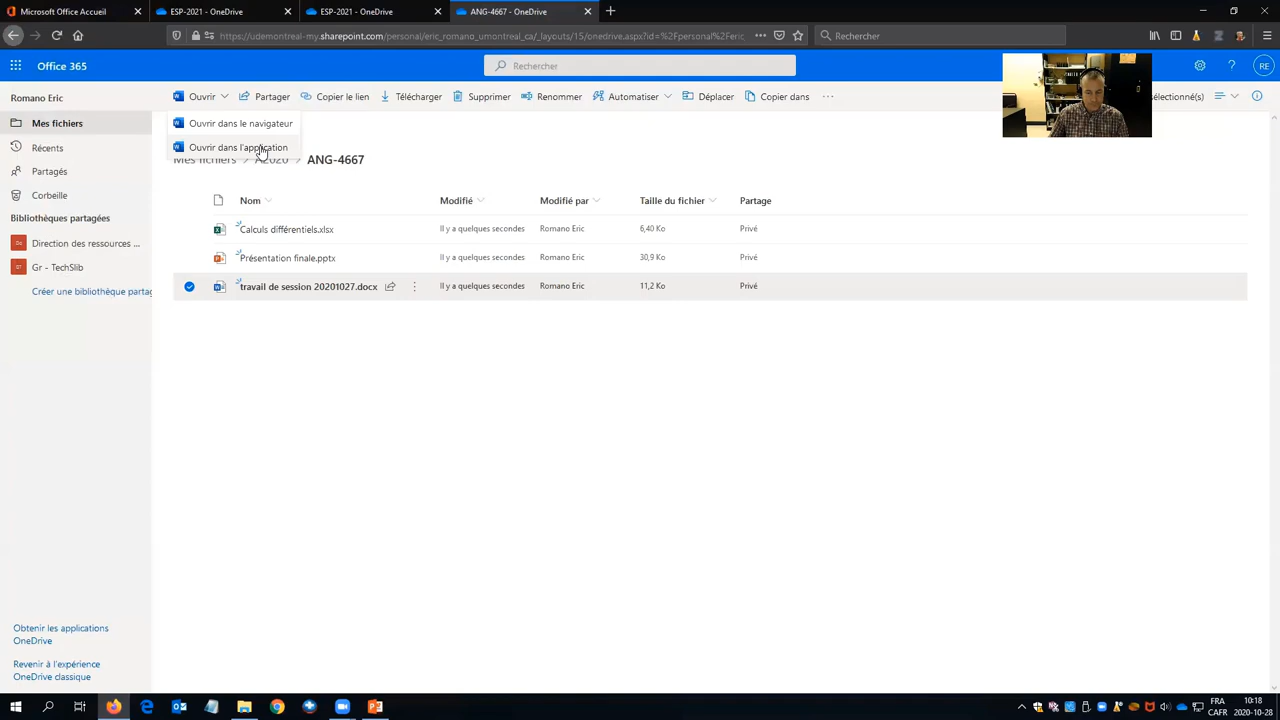 Microsoft Office Accueil
ESP-2021 - OneDrive
ESP-2021 - OneDrive
ANG-4667 - OneDrive
https://udemontreal-my.sharepoint.com/personal/eric_romano_umontreal_ca/_layouts/15/onedrive.aspx?id=%2Fpersonal%2Feric_
Rechercher
Office 365
Rechercher
RE
Romano Eric
Ouvrir
Partager
Copier
Télécharger
Supprimer
Renommer
Automatiser
Déplacer
Copier dans
sélectionné(s)
Ouvrir dans le navigateur
Ouvrir dans l'application
Mes fichiers
Récents
Partagés
Corbeille
Bibliothèques partagées
Direction des ressources ...
Gr - TechSlib
Créer une bibliothèque partag
Mes fichiers > A2020 > ANG-4667
Nom Modifié Modifié par Taille du fichier Partage
Calculs différentiels.xlsx Il y a quelques secondes Romano Eric 6,40 Ko Privé
Présentation finale.pptx Il y a quelques secondes Romano Eric 30,9 Ko Privé
travail de session 20201027.docx Il y a quelques secondes Romano Eric 11,2 Ko Privé
Obtenir les applications
OneDrive
Revenir à l'expérience
OneDrive classique
FRA
CAFR
10:18
2020-10-28